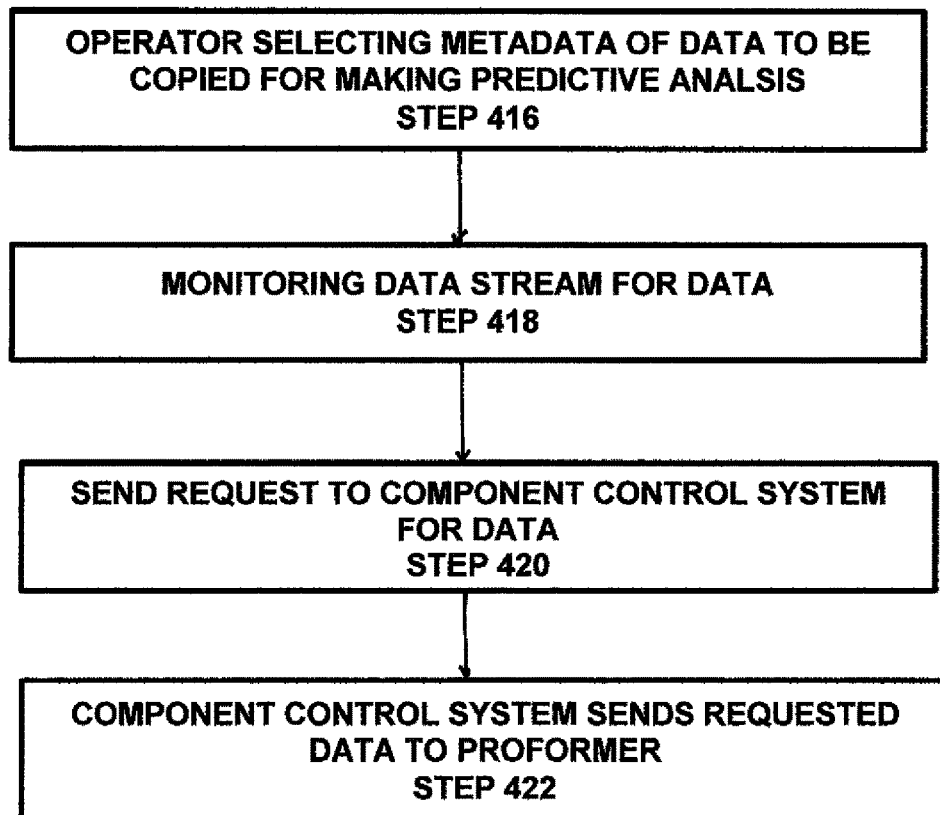 OPERATOR SELECTING METADATA OF DATA TO BE
COPIED FOR MAKING PREDICTIVE ANALSIS
STEP 416
MONITORING DATA STREAM FOR DATA
STEP 418
SEND REQUEST TO COMPONENT CONTROL SYSTEM
FOR DATA
STEP 420
COMPONENT CONTROL SYSTEM SENDS REQUESTED
DATA TO PROFORMER
STEP 422